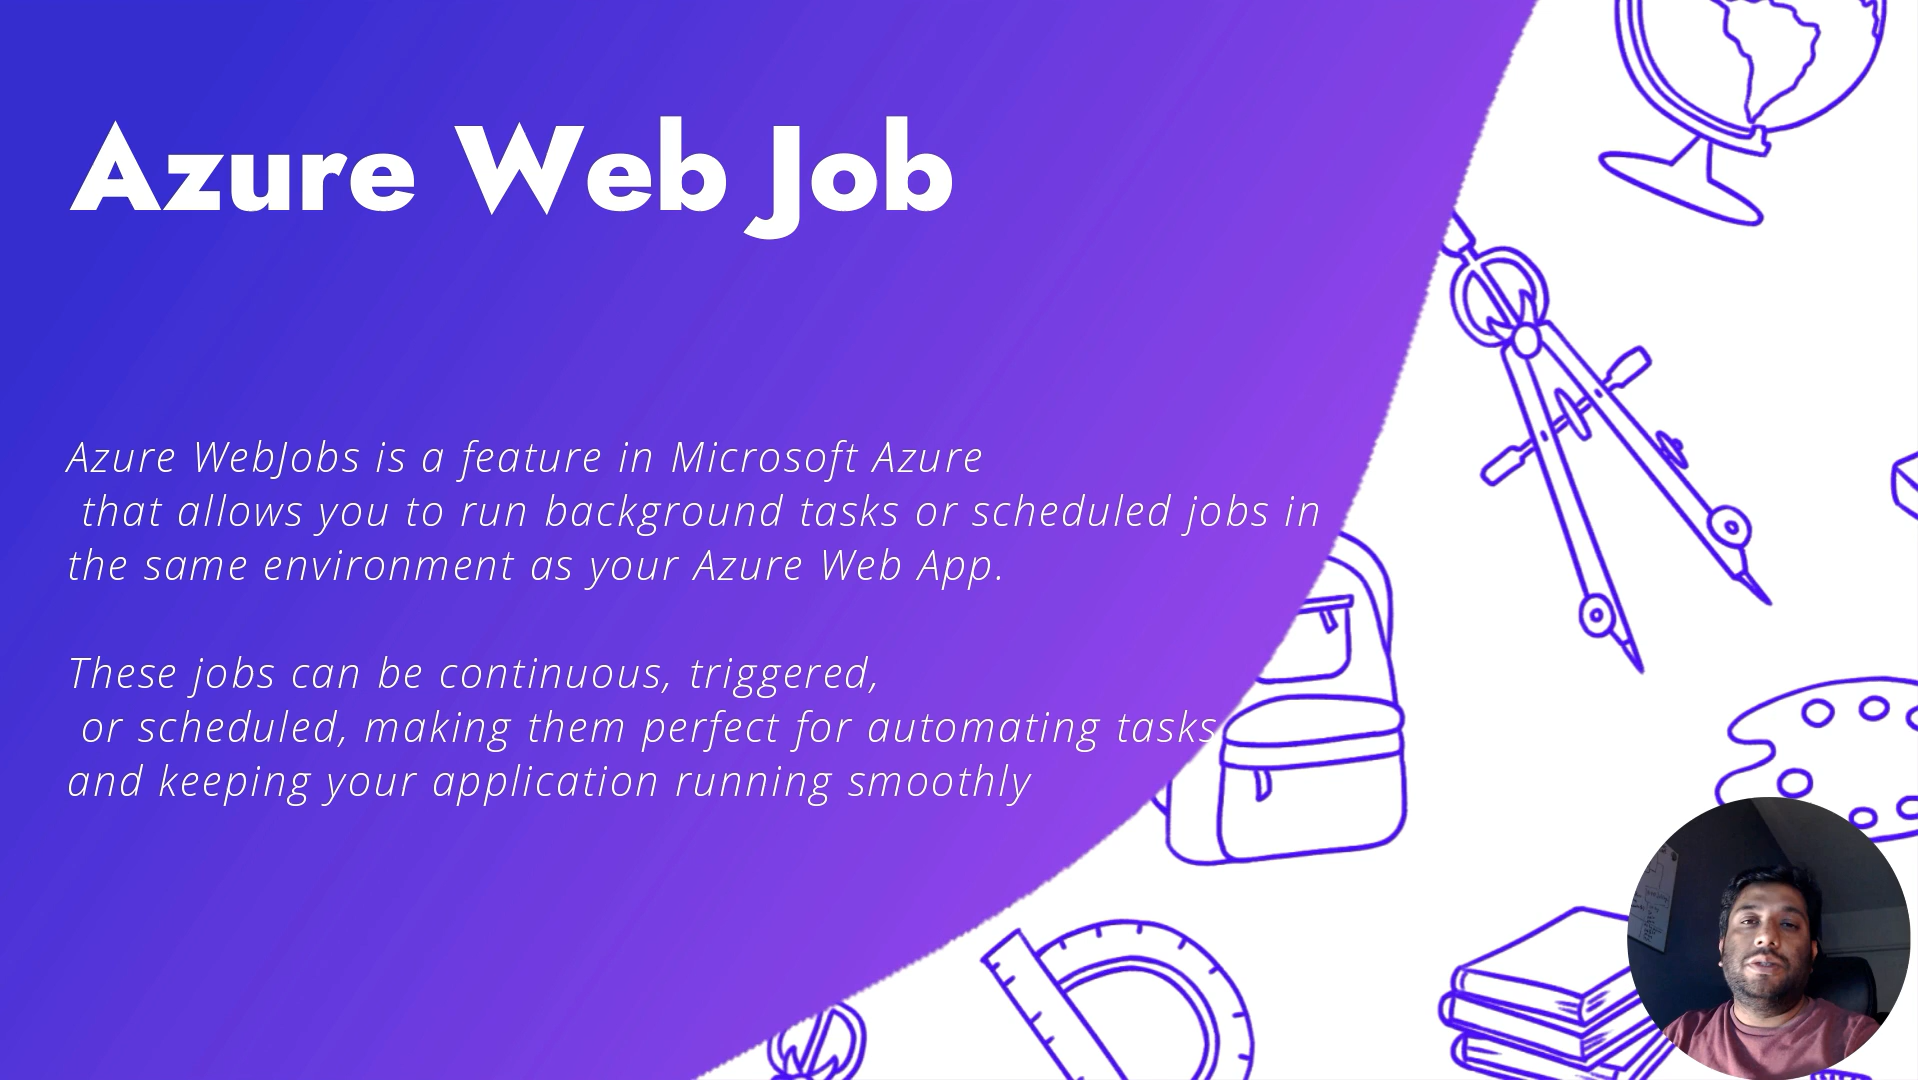 Azure Web Job
Azure WebJobs is a feature in Microsoft Azure
that allows you to run background tasks or scheduled jobs in
the same environment as your Azure Web App.
These jobs can be continuous, triggered,
or scheduled, making them perfect for automating tasks
and keeping your application running smoothly